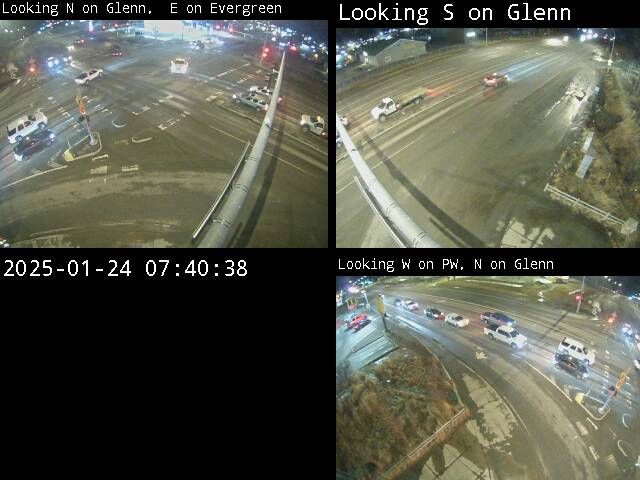 Looking N on Glenn,  E on Evergreen
Looking S on Glenn
2025-01-24 07:40:38
Looking W on PW, N on Glenn